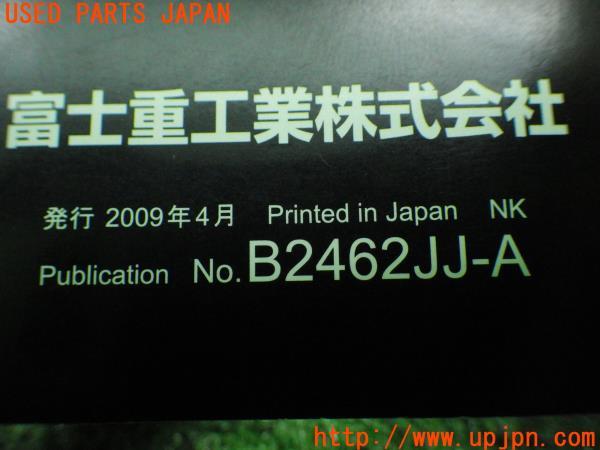 USED PARTS JAPAN
富士重工業株式会社
発行 2009年4月 Printed in Japan NK
Publication No. B2462JJ-A
http://www.upjpn.com